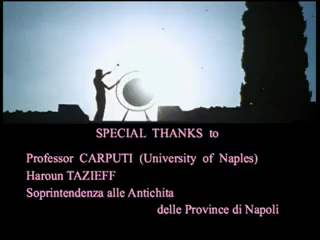 SPECIAL THANKS to
Professor CARPUTI (University of Naples)
Haroun TAZIEFF
Soprintendenza alle Antichita
delle Province di Napoli